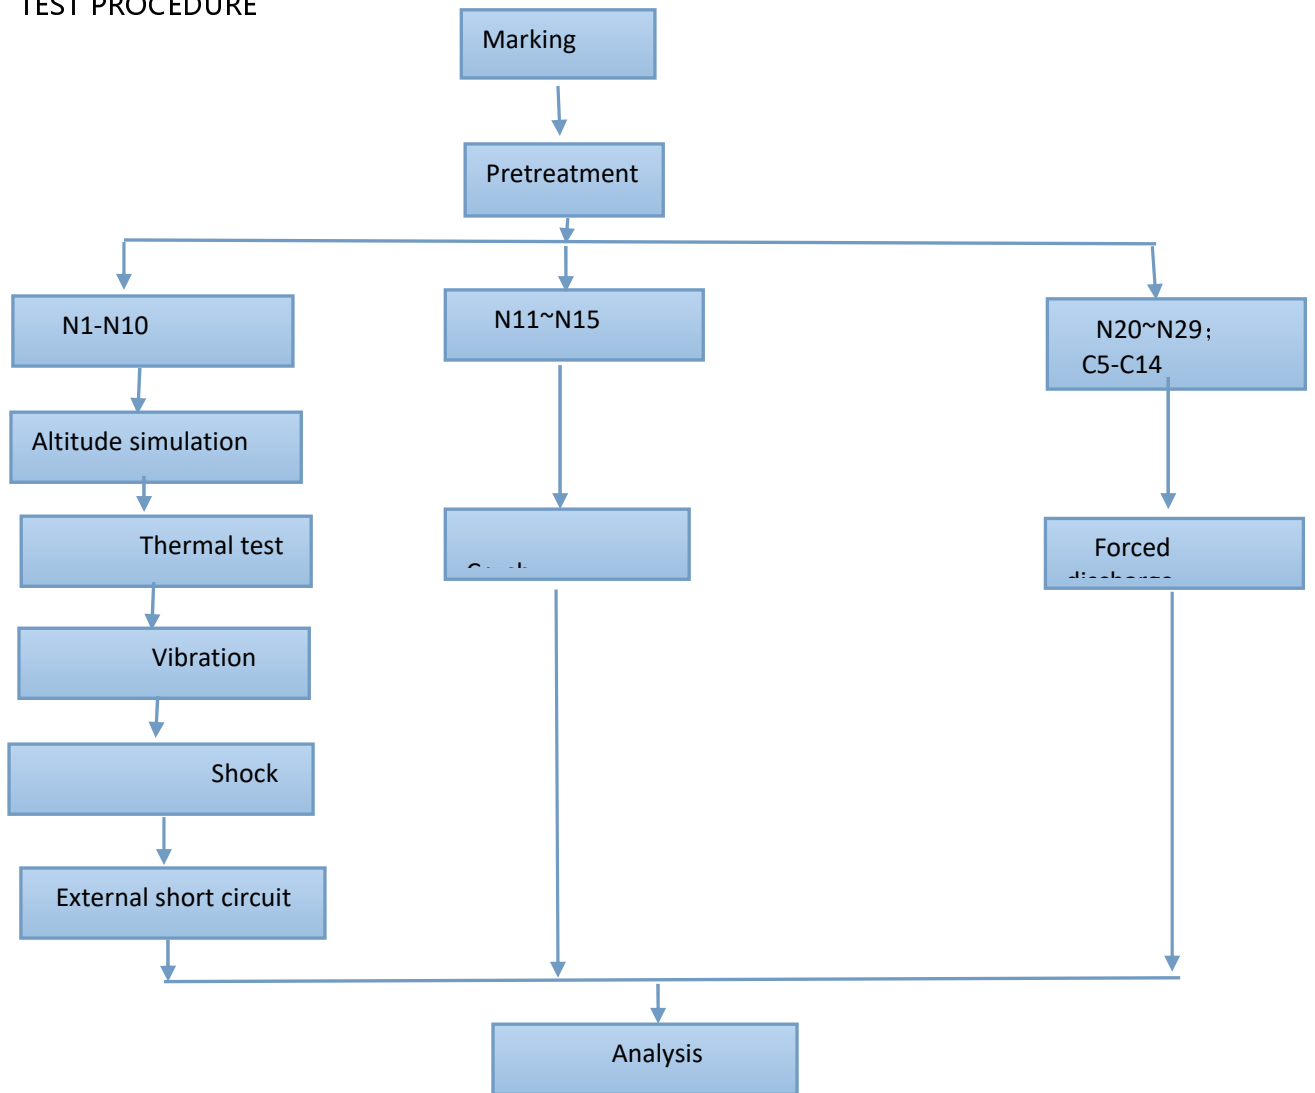 TEST PROCEDURE
Marking
Pretreatment
N1-N10
N11~N15
N20~N29；
C5-C14
Altitude simulation
Thermal test
Vibration
Shock
External short circuit
Forced
discharge
Analysis